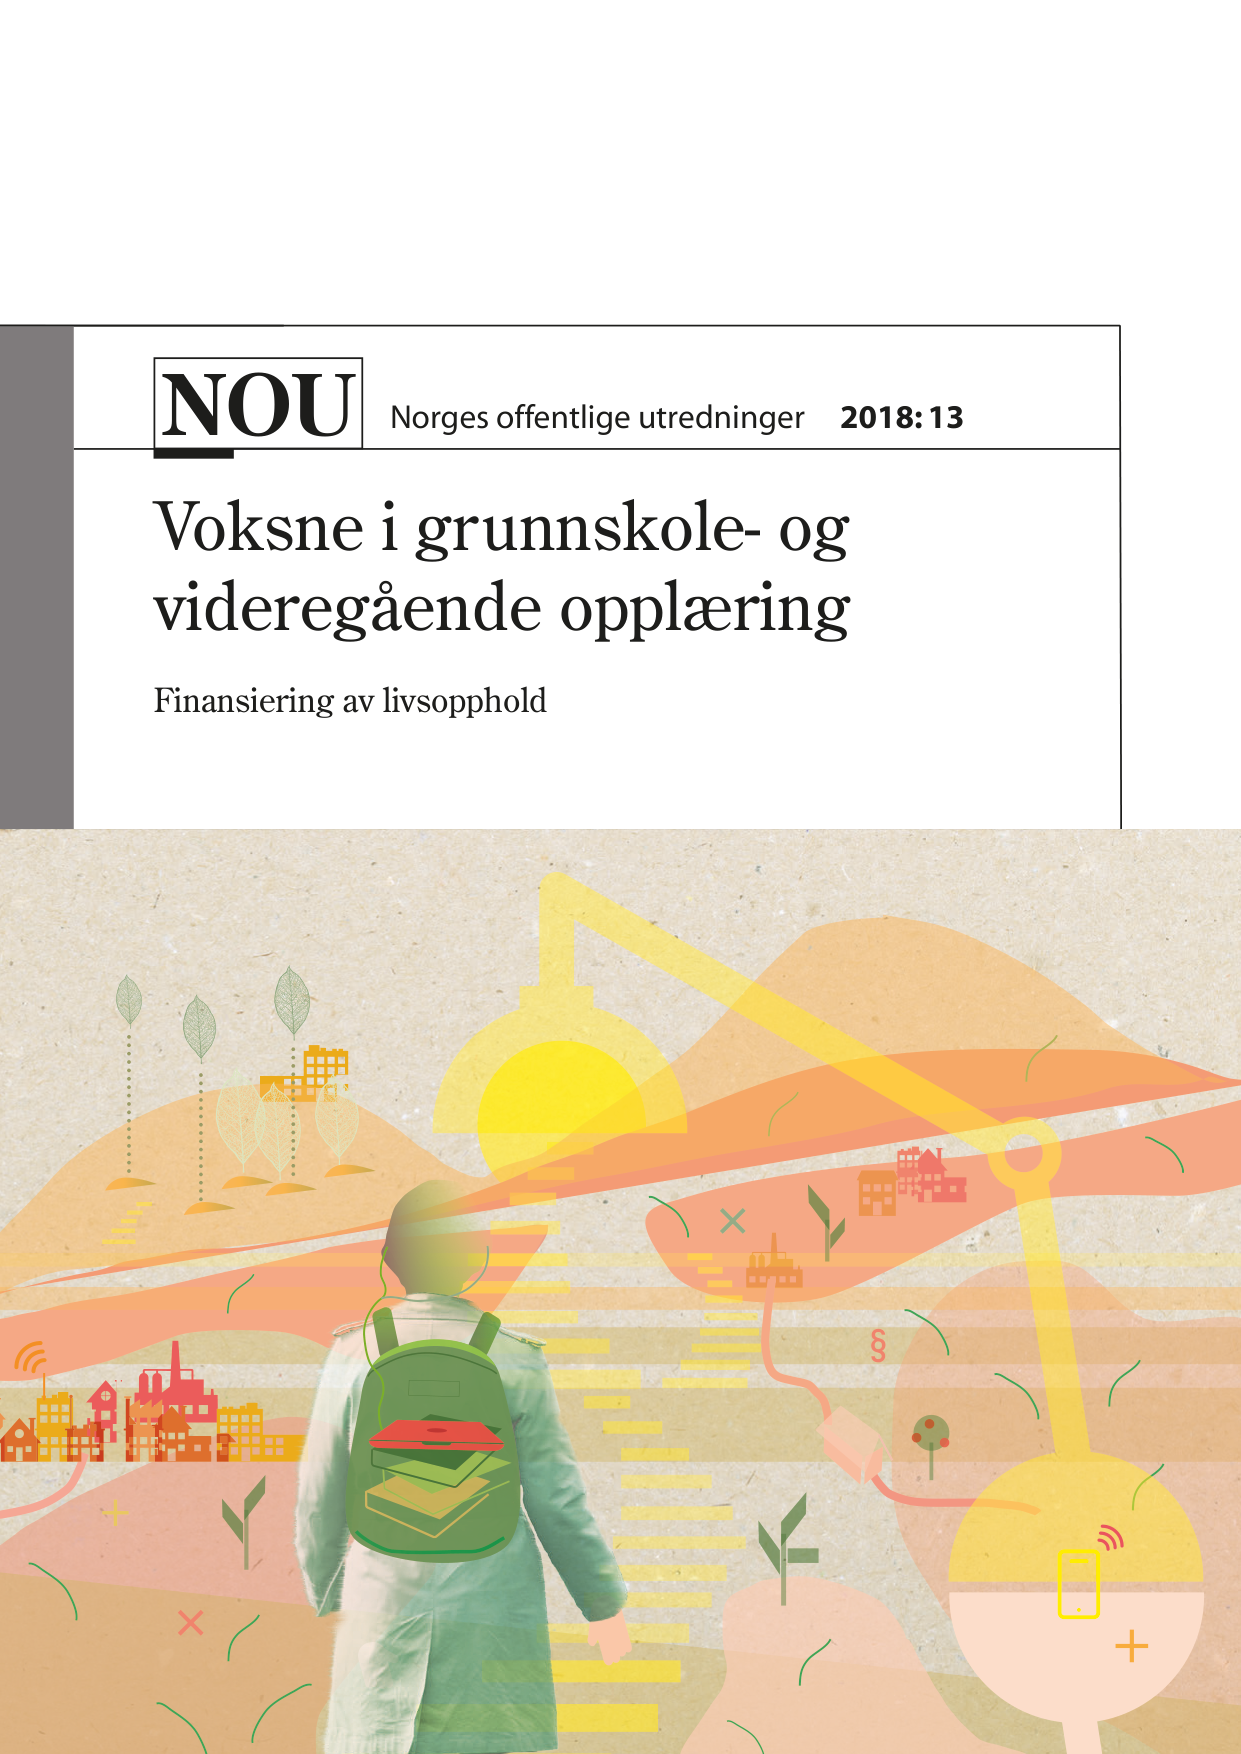 NOU Norges offentlige utredninger 2018: 13
Voksne i grunnskole- og
videregående opplæring
Finansiering av livsopphold
§